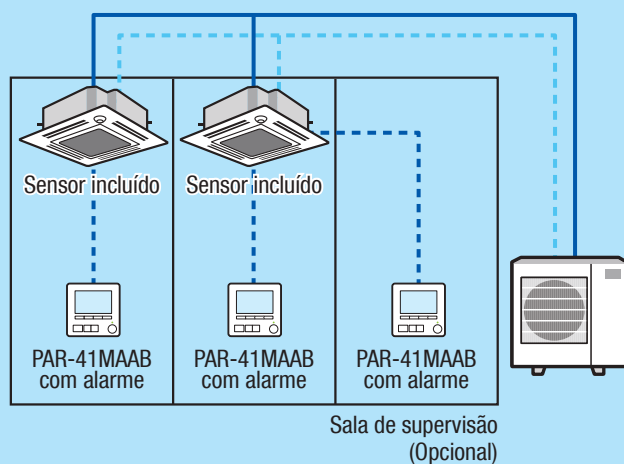 Sensor incluído
Sensor incluído
PAR-41MAAB
com alarme
PAR-41MAAB
com alarme
PAR-41MAAB
com alarme
Sala de supervisão
(Opcional)